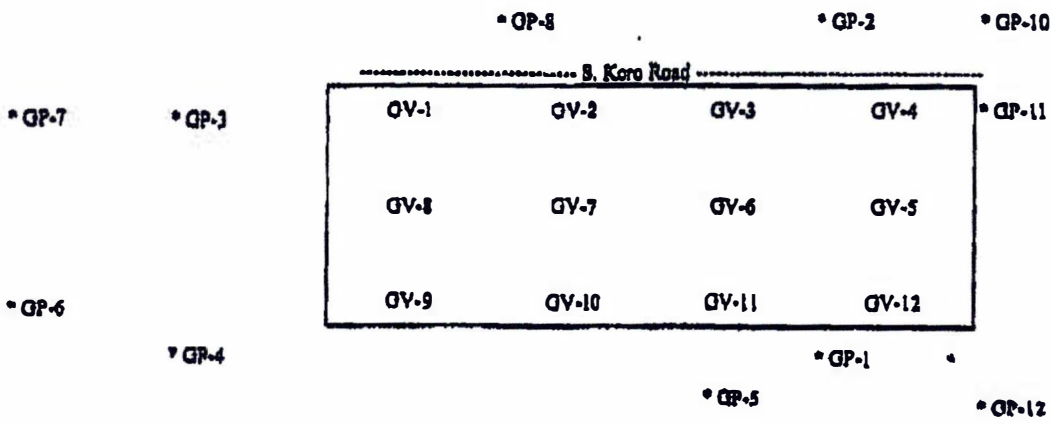 * GP-8 * GP-2 * GP-10
S. Koro Road
* GP-7 * GP-3 GV-1 GV-2 GV-3 GV-4 * GP-11
GV-8 GV-7 GV-6 GV-5
* GP-6 GV-9 GV-10 GV-11 GV-12
* GP-4 * GP-1
* GP-5 * GP-12